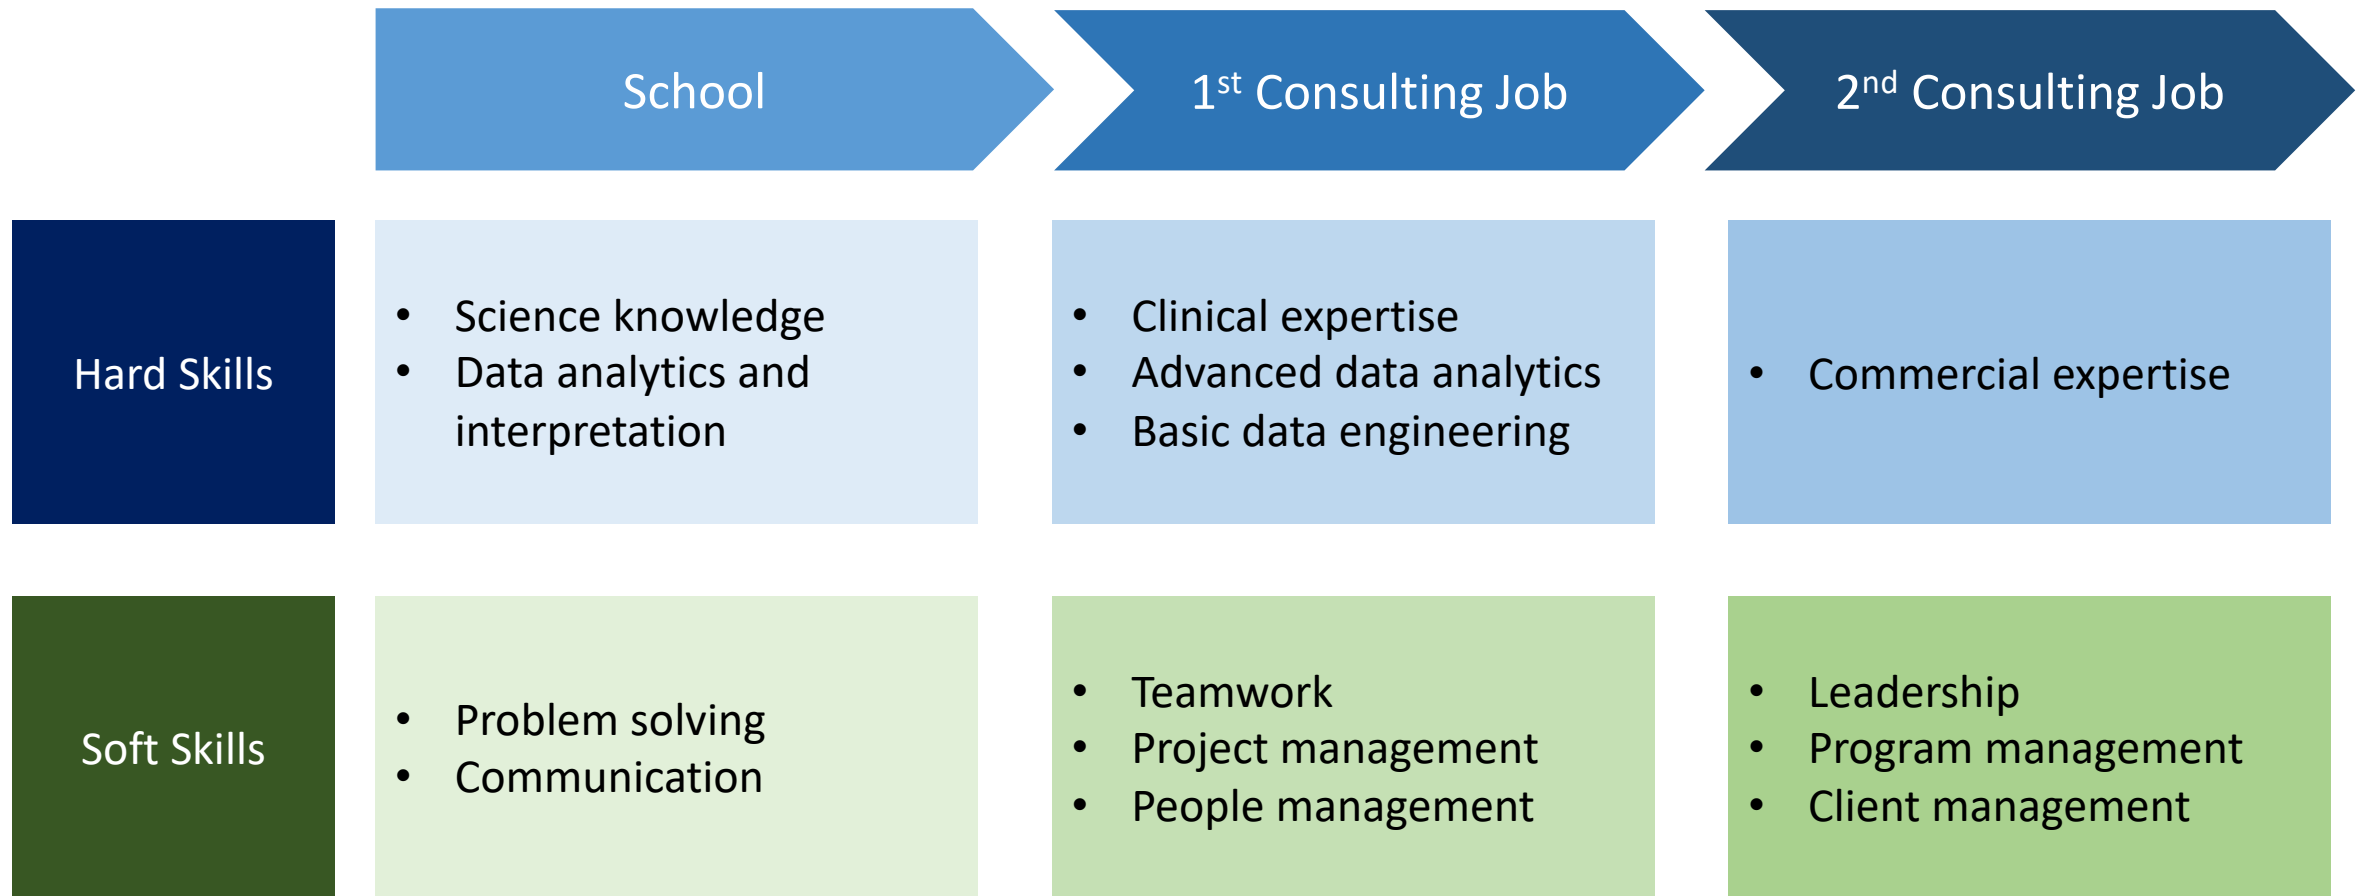 School
1st Consulting Job
2nd Consulting Job
Hard Skills
• Science knowledge
• Data analytics and
interpretation
• Clinical expertise
• Advanced data analytics
• Basic data engineering
• Commercial expertise
Soft Skills
• Problem solving
• Communication
• Teamwork
• Project management
• People management
• Leadership
• Program management
• Client management